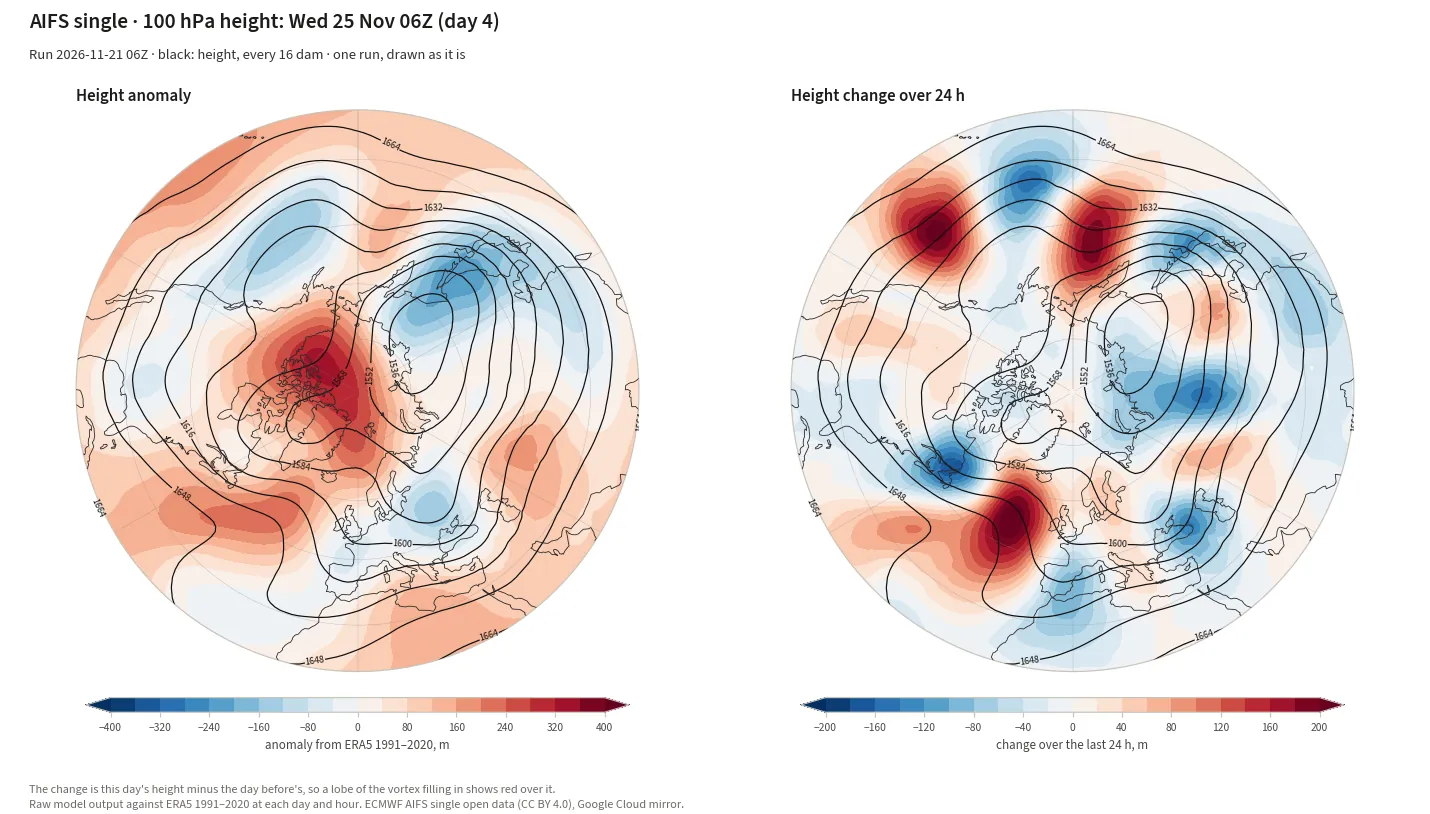 AIFS single · 100 hPa height: Wed 25 Nov 06Z (day 4)
Run 2026-11-21 06Z · black: height, every 16 dam · one run, drawn as it is
Height anomaly
Height change over 24 h
1664
1632
1536
1552
1568
1616
1584
1648
1664
1600
1664
1648
1664
1632
1536
1552
1568
1616
1584
1648
1664
1600
1664
1648
−400 −320 −240 −160 −80 0 80 160 240 320 400
anomaly from ERA5 1991–2020, m
−200 −160 −120 −80 −40 0 40 80 120 160 200
change over the last 24 h, m
The change is this day's height minus the day before's, so a lobe of the vortex filling in shows red over it.
Raw model output against ERA5 1991–2020 at each day and hour. ECMWF AIFS single open data (CC BY 4.0), Google Cloud mirror.